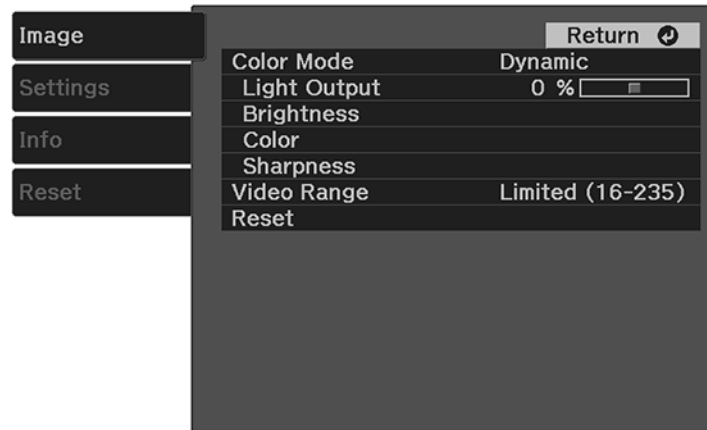 Image
Settings
Info
Reset
Return
Color Mode Dynamic
Light Output 0 %
Brightness
Color
Sharpness
Video Range Limited (16-235)
Reset